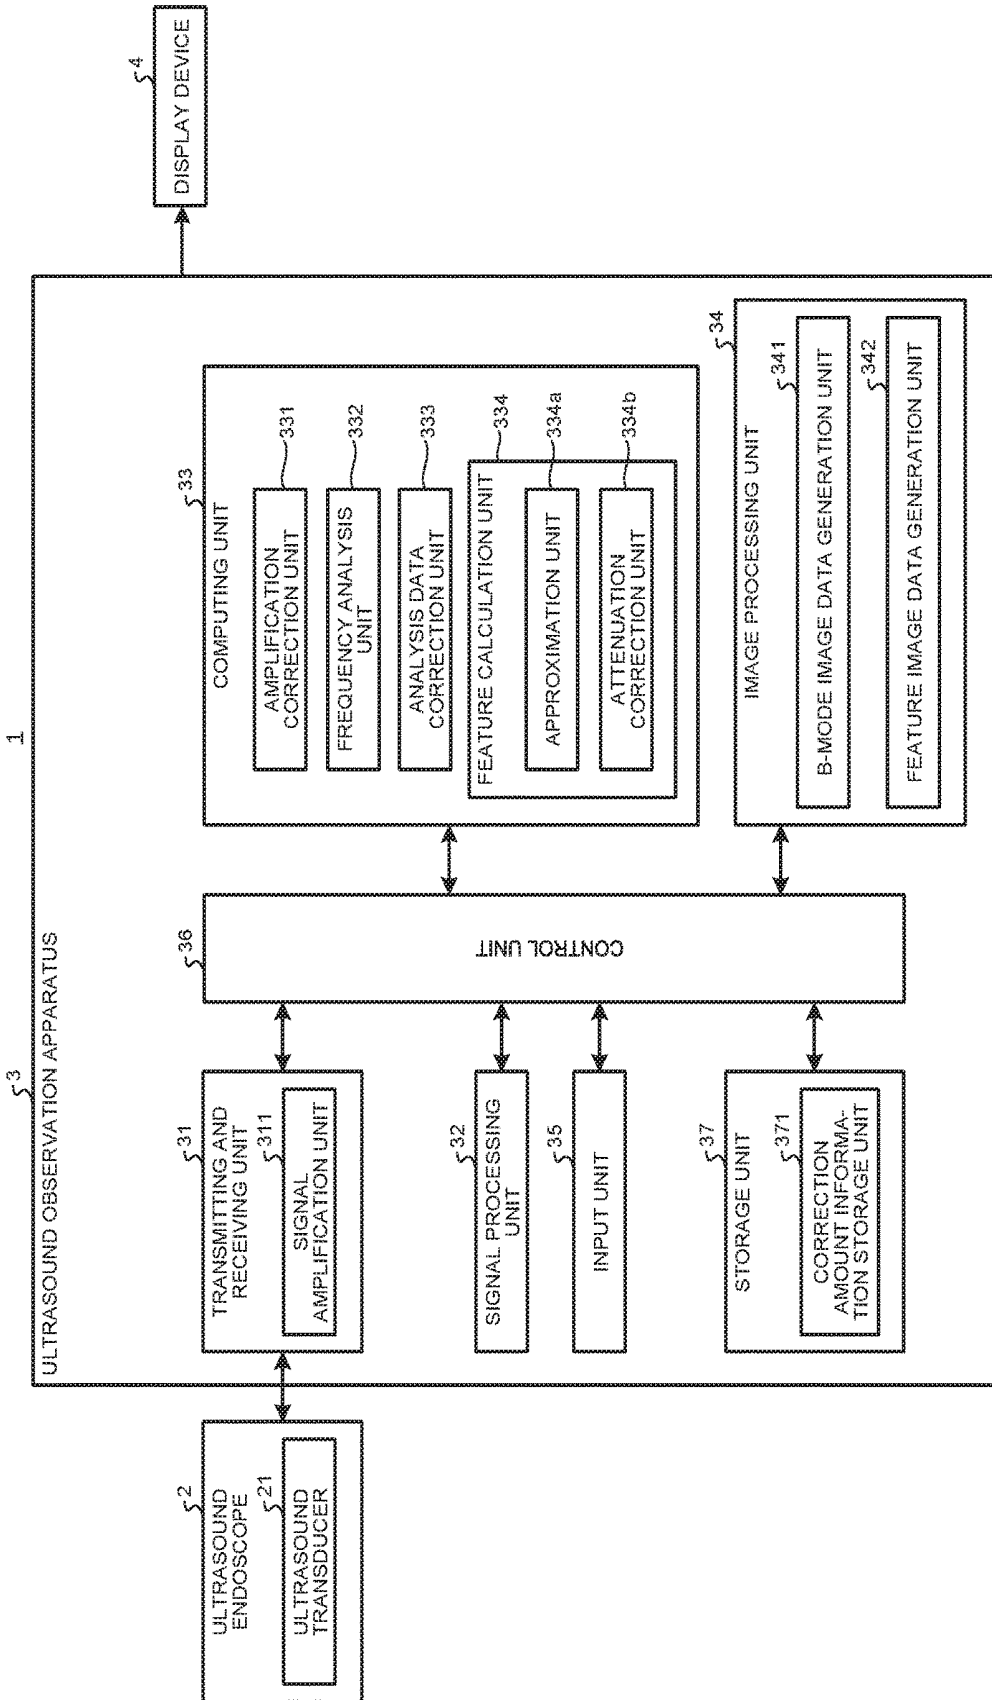 1
2
ULTRASOUND
ENDOSCOPE
21
ULTRASOUND
TRANSDUCER
3
ULTRASOUND OBSERVATION APPARATUS
31
TRANSMITTING AND
RECEIVING UNIT
311
SIGNAL
AMPLIFICATION UNIT
32
SIGNAL PROCESSING
UNIT
35
INPUT UNIT
37
STORAGE UNIT
371
CORRECTION
AMOUNT INFORMA-
TION STORAGE UNIT
36
CONTROL UNIT
33
COMPUTING UNIT
331
AMPLIFICATION
CORRECTION UNIT
332
FREQUENCY ANALYSIS
UNIT
333
ANALYSIS DATA
CORRECTION UNIT
334
FEATURE CALCULATION UNIT
334a
APPROXIMATION UNIT
334b
ATTENUATION
CORRECTION UNIT
34
IMAGE PROCESSING UNIT
341
B-MODE IMAGE DATA GENERATION UNIT
342
FEATURE IMAGE DATA GENERATION UNIT
4
DISPLAY DEVICE